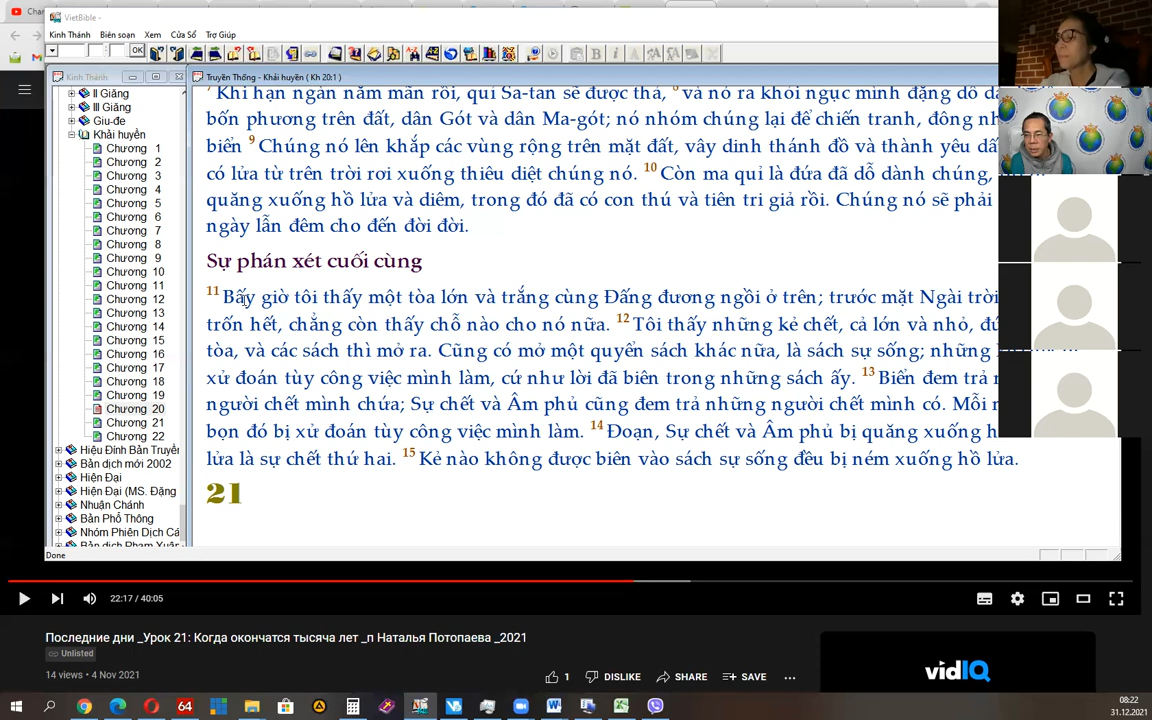 VietBible -
Kinh Thánh Biên soạn Xem Cửa Sổ Trợ Giúp
OK
Kinh Thánh
Truyền Thống - Khải huyền ( Kh 20:1 )
II Giăng
III Giăng
Giu-đe
Khải huyền
Chương 1
Chương 2
Chương 3
Chương 4
Chương 5
Chương 6
Chương 7
Chương 8
Chương 9
Chương 10
Chương 11
Chương 12
Chương 13
Chương 14
Chương 15
Chương 16
Chương 17
Chương 18
Chương 19
Chương 20
Chương 21
Chương 22
Hiệu Đính Bản Truyền
Bản dịch mới 2002
Hiện Đại
Hiện Đại (MS. Đặng
Nhuận Chánh
Bản Phổ Thông
Nhóm Phiên Dịch Cá
Bản dịch Phạm Xuân
Khi hạn ngàn năm mãn rồi, quỉ Sa-tan sẽ được thả, và nó ra khỏi ngục mình đặng dỗ
bốn phương trên đất, dân Gót và dân Ma-gót; nó nhóm chúng lại để chiến tranh, đông
biển 9 Chúng nó lên khắp các vùng rộng trên mặt đất, vây dinh thánh đồ và thành yêu
có lửa từ trên trời rơi xuống thiêu diệt chúng nó. 10 Còn ma quỉ là đứa đã dỗ dành chúng,
quăng xuống hồ lửa và diêm, trong đó đã có con thú và tiên tri giả rồi. Chúng nó sẽ phải
ngày lẫn đêm cho đến đời đời.
Sự phán xét cuối cùng
11 Bấy giờ tôi thấy một tòa lớn và trắng cùng Đấng đương ngồi ở trên; trước mặt Ngài trời
trốn hết, chẳng còn thấy chỗ nào cho nó nữa. 12 Tôi thấy những kẻ chết, cả lớn và nhỏ,
tòa, và các sách thì mở ra. Cũng có mở một quyển sách khác nữa, là sách sự sống; những
xử đoán tùy công việc mình làm, cứ như lời đã biên trong những sách ấy. 13 Biển đem trả
người chết mình chứa; Sự chết và Âm phủ cũng đem trả những người chết mình có. Mỗi
bọn đó bị xử đoán tùy công việc mình làm. 14 Đoạn, Sự chết và Âm phủ bị quăng xuống
lửa là sự chết thứ hai. 15 Kẻ nào không được biên vào sách sự sống đều bị ném xuống hồ lửa.
21
Done
22:17 / 40:05
Последние дни _Урок 21: Когда окончатся тысяча лет _п Наталья Потопаева _2021
Unlisted
14 views • 4 Nov 2021
1 DISLIKE SHARE SAVE
vidIQ
64
08:22
31.12.2021